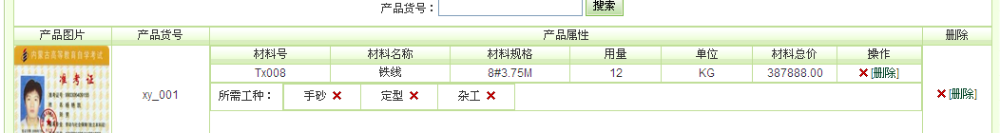 产品货号： 搜索
产品图片 产品货号 产品属性 删除
材料号 材料名称 材料规格 用量 单位 材料总价 操作
Tx008 铁线 8#3.75M 12 KG 387888.00 [删除]
所需工种： 手砂 定型 杂工
xy_001
[删除]
内蒙古高等教育自学考试
准考证